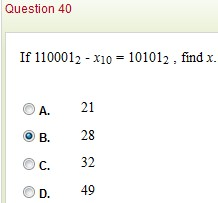 Question 40
If 110001₂ - x₁₀ = 10101₂ , find x.
A. 21
B. 28
C. 32
D. 49